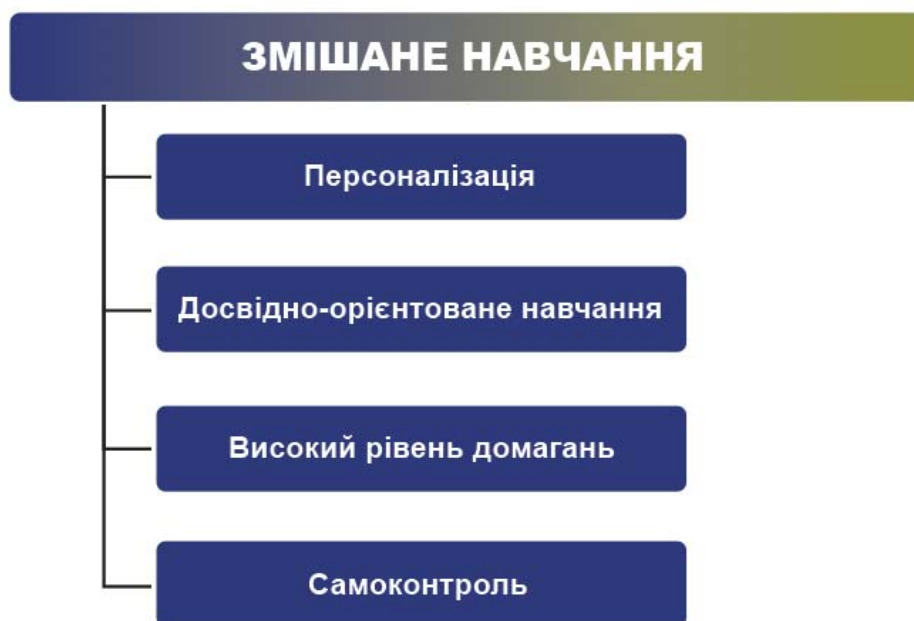 ЗМІШАНЕ НАВЧАННЯ
Персоналізація
Досвідно-орієнтоване навчання
Високий рівень домагань
Самоконтроль